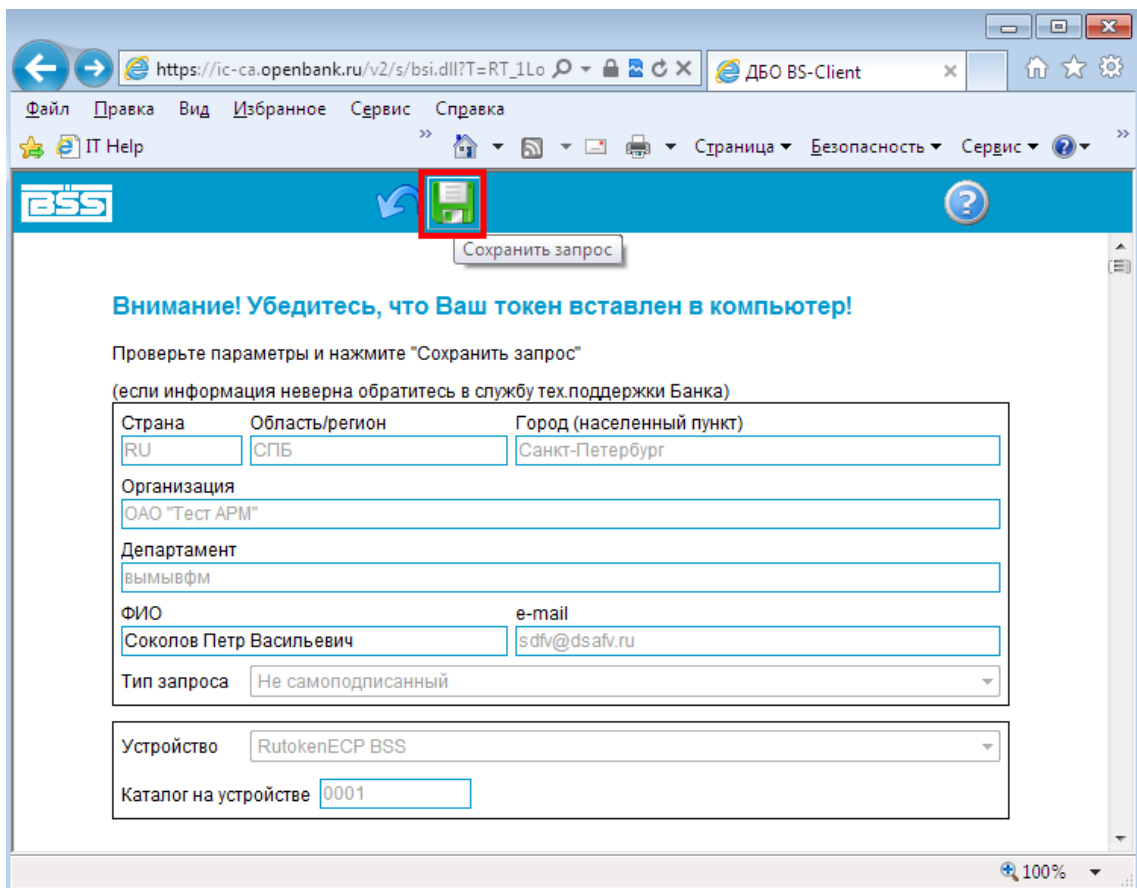 https://ic-ca.openbank.ru/v2/s/bsi.dll?T=RT_1Lo
ДБО BS-Client
Файл Правка Вид Избранное Сервис Справка
IT Help
Страница Безопасность Сервис
BSS
Сохранить запрос
Внимание! Убедитесь, что Ваш токен вставлен в компьютер!
Проверьте параметры и нажмите "Сохранить запрос"
(если информация неверна обратитесь в службу тех.поддержки Банка)
Страна Область/регион Город (населенный пункт)
RU СПБ Санкт-Петербург
Организация
ОАО "Тест АРМ"
Департамент
вымывфм
ФИО e-mail
Соколов Петр Васильевич sdfv@dsafv.ru
Тип запроса Не самоподписанный
Устройство RutokenECP BSS
Каталог на устройстве 0001
100%